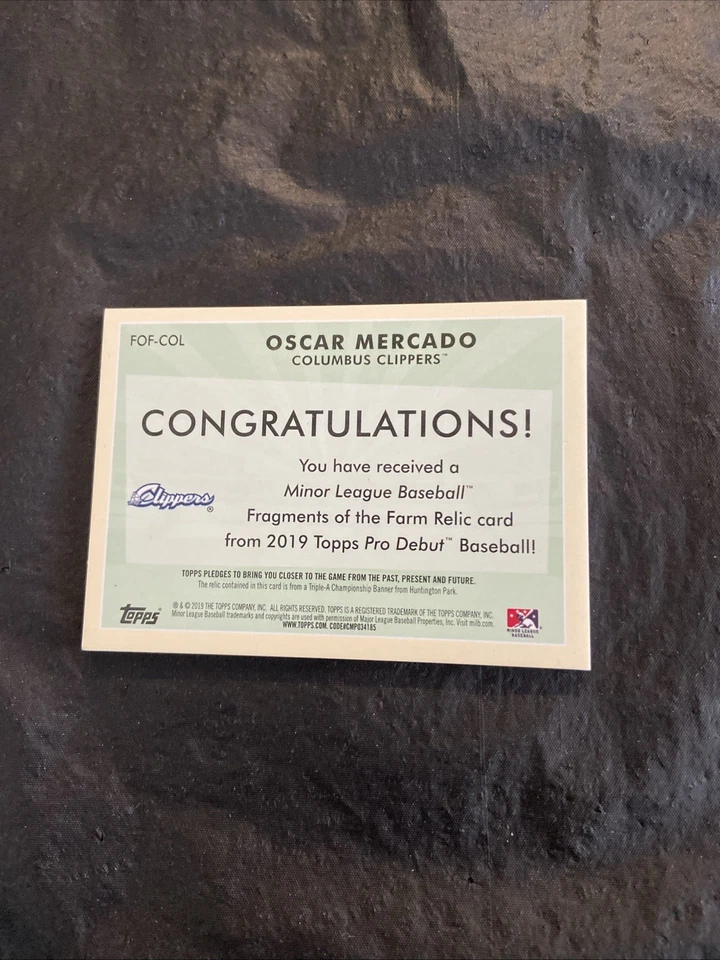 FOF-COL
OSCAR MERCADO
COLUMBUS CLIPPERS™
CONGRATULATIONS!
You have received a
Minor League Baseball™
Clippers®
Fragments of the Farm Relic card
from 2019 Topps Pro Debut™ Baseball!
TOPPS PLEDGES TO BRING YOU CLOSER TO THE GAME FROM THE PAST, PRESENT AND FUTURE.
The relic contained in this card is from a Triple-A Championship Banner from Huntington Park.
Topps®
® & © 2019 THE TOPPS COMPANY, INC. ALL RIGHTS RESERVED. TOPPS IS A REGISTERED TRADEMARK OF THE TOPPS COMPANY, INC.
Minor League Baseball trademarks and copyrights are used with permission of Major League Baseball Properties, Inc. Visit milb.com.
WWW.TOPPS.COM. CODE#CMP034185
MINOR LEAGUE
BASEBALL